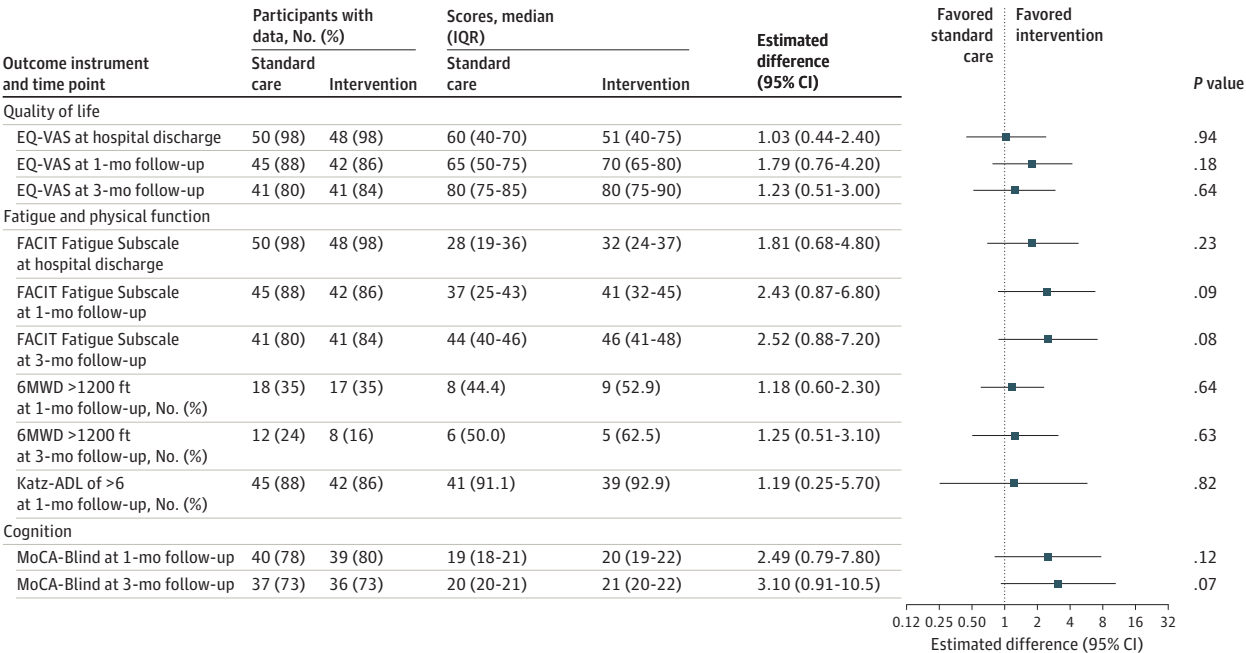 Participants with data, No. (%) Scores, median (IQR) Estimated difference (95% CI) Favored standard care Favored intervention
Outcome instrument and time point Standard care Intervention Standard care Intervention P value
Quality of life
EQ-VAS at hospital discharge 50 (98) 48 (98) 60 (40-70) 51 (40-75) 1.03 (0.44-2.40) .94
EQ-VAS at 1-mo follow-up 45 (88) 42 (86) 65 (50-75) 70 (65-80) 1.79 (0.76-4.20) .18
EQ-VAS at 3-mo follow-up 41 (80) 41 (84) 80 (75-85) 80 (75-90) 1.23 (0.51-3.00) .64
Fatigue and physical function
FACIT Fatigue Subscale 50 (98) 48 (98) 28 (19-36) 32 (24-37) 1.81 (0.68-4.80) .23
at hospital discharge
FACIT Fatigue Subscale 45 (88) 42 (86) 37 (25-43) 41 (32-45) 2.43 (0.87-6.80) .09
at 1-mo follow-up
FACIT Fatigue Subscale 41 (80) 41 (84) 44 (40-46) 46 (41-48) 2.52 (0.88-7.20) .08
at 3-mo follow-up
6MWD >1200 ft 18 (35) 17 (35) 8 (44.4) 9 (52.9) 1.18 (0.60-2.30) .64
at 1-mo follow-up, No. (%)
6MWD >1200 ft 12 (24) 8 (16) 6 (50.0) 5 (62.5) 1.25 (0.51-3.10) .63
at 3-mo follow-up, No. (%)
Katz-ADL of >6 45 (88) 42 (86) 41 (91.1) 39 (92.9) 1.19 (0.25-5.70) .82
at 1-mo follow-up, No. (%)
Cognition
MoCA-Blind at 1-mo follow-up 40 (78) 39 (80) 19 (18-21) 20 (19-22) 2.49 (0.79-7.80) .12
MoCA-Blind at 3-mo follow-up 37 (73) 36 (73) 20 (20-21) 21 (20-22) 3.10 (0.91-10.5) .07
0.12 0.25 0.50 1 2 4 8 16 32
Estimated difference (95% CI)